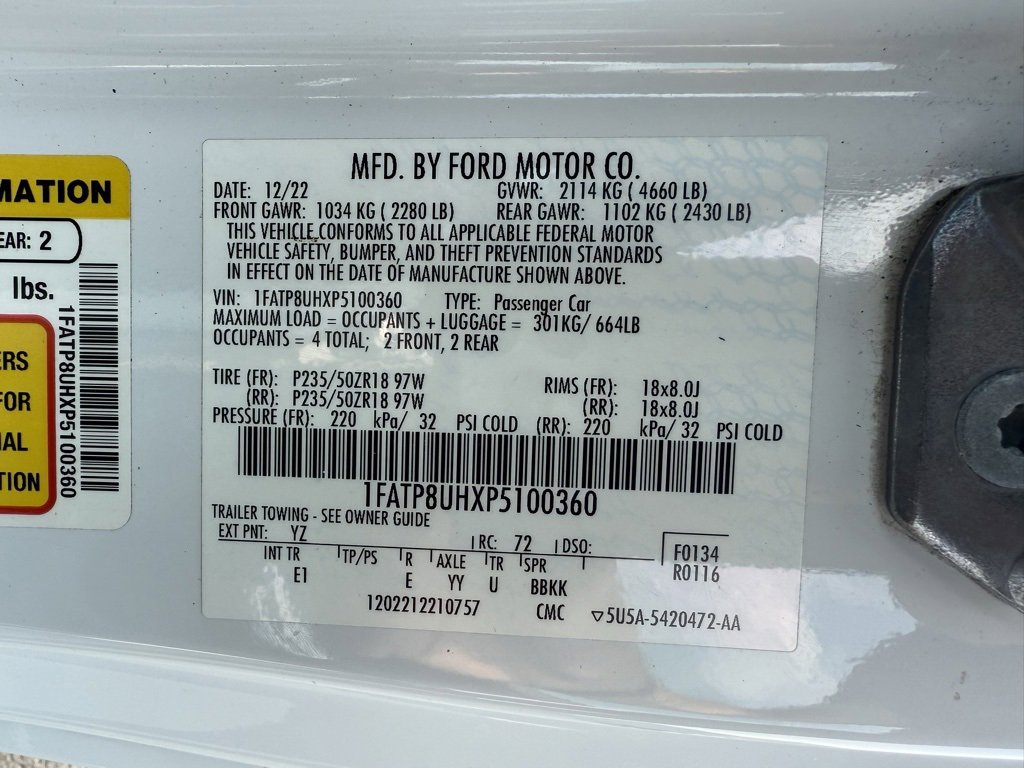 MATION
EAR: 2
lbs.
ERS
FOR
IAL
TION
1FATP8UHXP5100360
MFD. BY FORD MOTOR CO.
DATE: 12/22 GVWR: 2114 KG ( 4660 LB)
FRONT GAWR: 1034 KG ( 2280 LB) REAR GAWR: 1102 KG ( 2430 LB)
THIS VEHICLE CONFORMS TO ALL APPLICABLE FEDERAL MOTOR
VEHICLE SAFETY, BUMPER, AND THEFT PREVENTION STANDARDS
IN EFFECT ON THE DATE OF MANUFACTURE SHOWN ABOVE.
VIN: 1FATP8UHXP5100360 TYPE: Passenger Car
MAXIMUM LOAD = OCCUPANTS + LUGGAGE = 301KG/ 664LB
OCCUPANTS = 4 TOTAL; 2 FRONT, 2 REAR
TIRE (FR): P235/50ZR18 97W RIMS (FR): 18x8.0J
(RR): P235/50ZR18 97W (RR): 18x8.0J
PRESSURE (FR): 220 kPa/ 32 PSI COLD (RR): 220 kPa/ 32 PSI COLD
1FATP8UHXP5100360
TRAILER TOWING - SEE OWNER GUIDE
EXT PNT: YZ RC: 72 DSO:
INT TR TP/PS R AXLE TR SPR F0134
E1 E YY U BBKK R0116
1202212210757 CMC ▽5U5A-5420472-AA